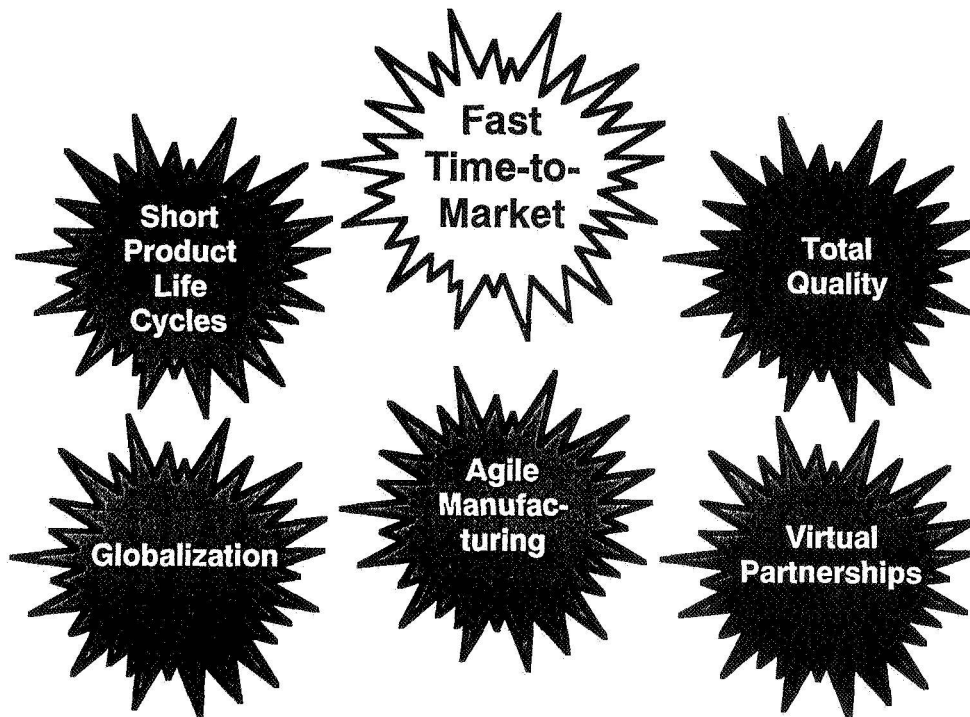 Fast
Time-to-
Market
Short
Product
Life
Cycles
Total
Quality
Agile
Manufac-
turing
Globalization
Virtual
Partnerships